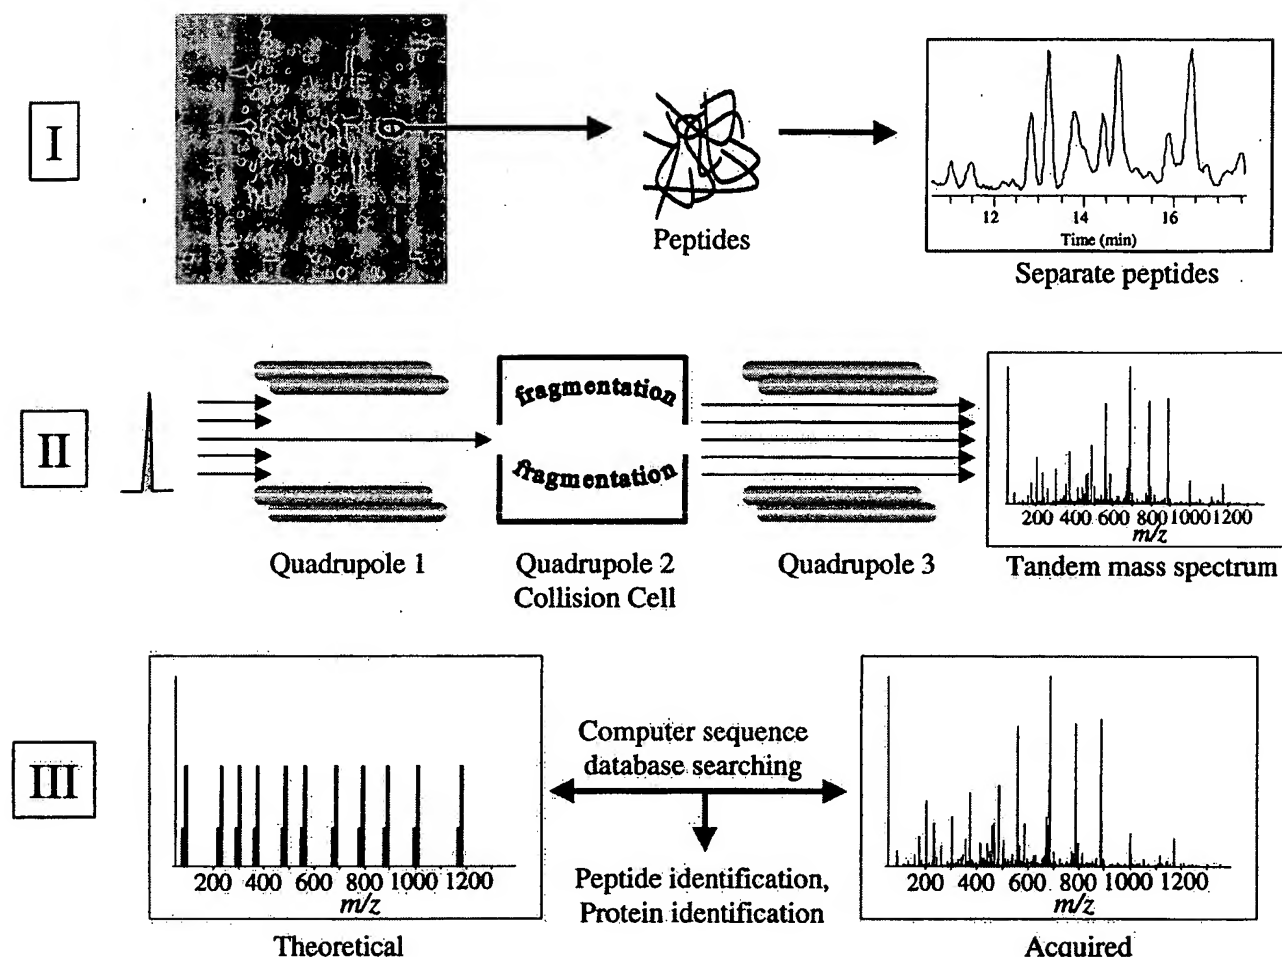 I
Peptides
12 14 16
Time (min)
Separate peptides
II
fragmentation
fragmentation
Quadrupole 1
Quadrupole 2
Collision Cell
Quadrupole 3
200 400 600 800 1000 1200
m/z
Tandem mass spectrum
III
200 400 600 800 1000 1200
m/z
Theoretical
Computer sequence
database searching
Peptide identification,
Protein identification
200 400 600 800 1000 1200
m/z
Acquired